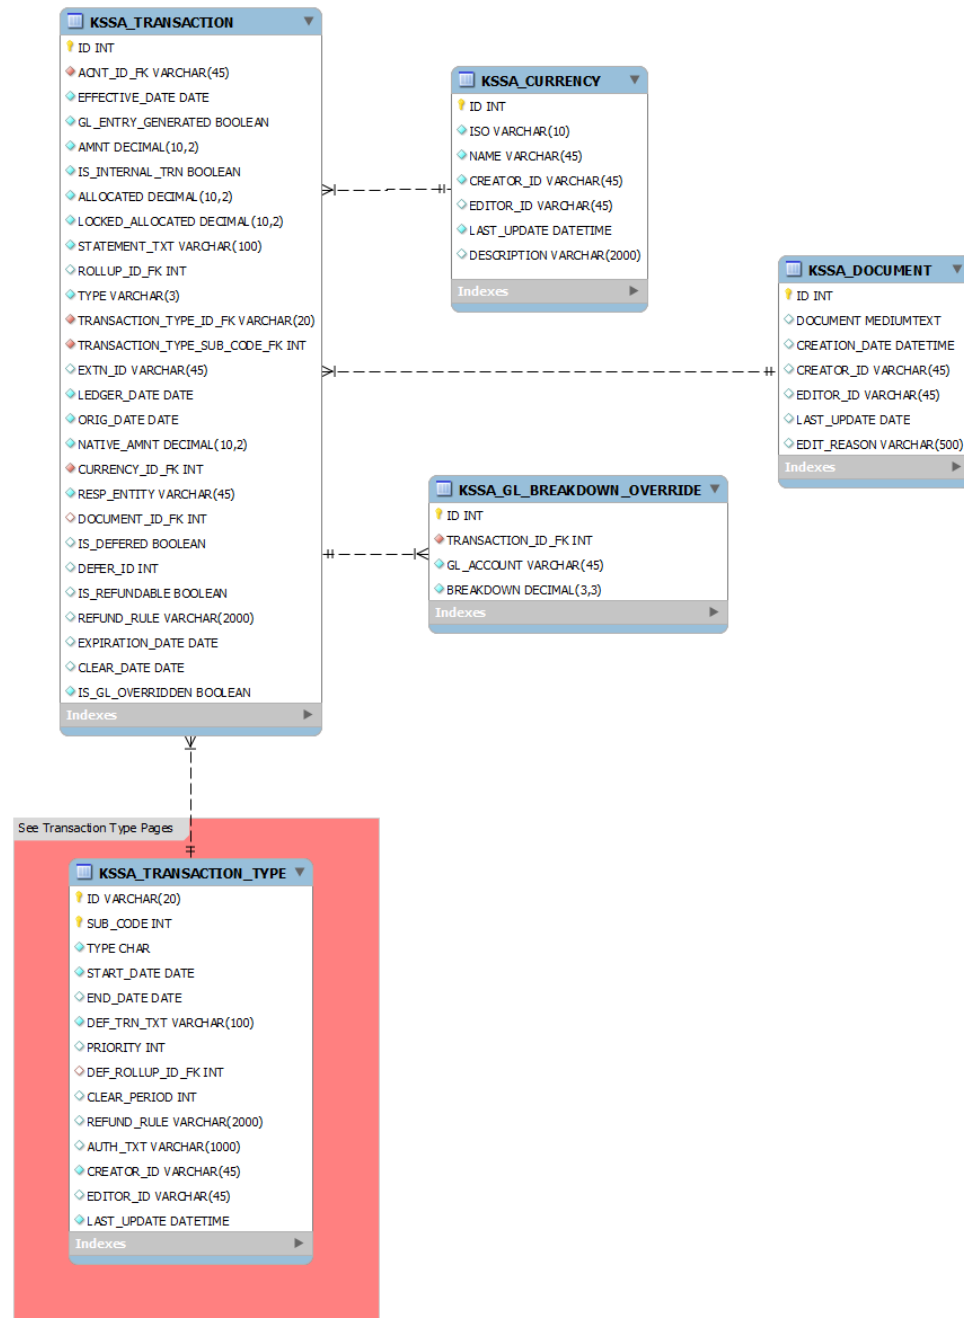 KSSA_TRANSACTION
ID INT
ACNT_ID_FK VARCHAR(45)
EFFECTIVE_DATE DATE
GL_ENTRY_GENERATED BOOLEAN
AMNT DECIMAL(10,2)
IS_INTERNAL_TRN BOOLEAN
ALLOCATED DECIMAL(10,2)
LOCKED_ALLOCATED DECIMAL(10,2)
STATEMENT_TXT VARCHAR(100)
ROLLUP_ID_FK INT
TYPE VARCHAR(3)
TRANSACTION_TYPE_ID_FK VARCHAR(20)
TRANSACTION_TYPE_SUB_CODE_FK INT
EXTN_ID VARCHAR(45)
LEDGER_DATE DATE
ORIG_DATE DATE
NATIVE_AMNT DECIMAL(10,2)
CURRENCY_ID_FK INT
RESP_ENTITY VARCHAR(45)
DOCUMENT_ID_FK INT
IS_DEFERED BOOLEAN
DEFER_ID INT
IS_REFUNDABLE BOOLEAN
REFUND_RULE VARCHAR(2000)
EXPIRATION_DATE DATE
CLEAR_DATE DATE
IS_GL_OVERRIDDEN BOOLEAN
Indexes
KSSA_CURRENCY
ID INT
ISO VARCHAR(10)
NAME VARCHAR(45)
CREATOR_ID VARCHAR(45)
EDITOR_ID VARCHAR(45)
LAST_UPDATE DATETIME
DESCRIPTION VARCHAR(2000)
Indexes
KSSA_DOCUMENT
ID INT
DOCUMENT MEDIUMTEXT
CREATION_DATE DATETIME
CREATOR_ID VARCHAR(45)
EDITOR_ID VARCHAR(45)
LAST_UPDATE DATE
EDIT_REASON VARCHAR(500)
Indexes
KSSA_GL_BREAKDOWN_OVERRIDE
ID INT
TRANSACTION_ID_FK INT
GL_ACCOUNT VARCHAR(45)
BREAKDOWN DECIMAL(3,3)
Indexes
See Transaction Type Pages
KSSA_TRANSACTION_TYPE
ID VARCHAR(20)
SUB_CODE INT
TYPE CHAR
START_DATE DATE
END_DATE DATE
DEF_TRN_TXT VARCHAR(100)
PRIORITY INT
DEF_ROLLUP_ID_FK INT
CLEAR_PERIOD INT
REFUND_RULE VARCHAR(2000)
AUTH_TXT VARCHAR(1000)
CREATOR_ID VARCHAR(45)
EDITOR_ID VARCHAR(45)
LAST_UPDATE DATETIME
Indexes